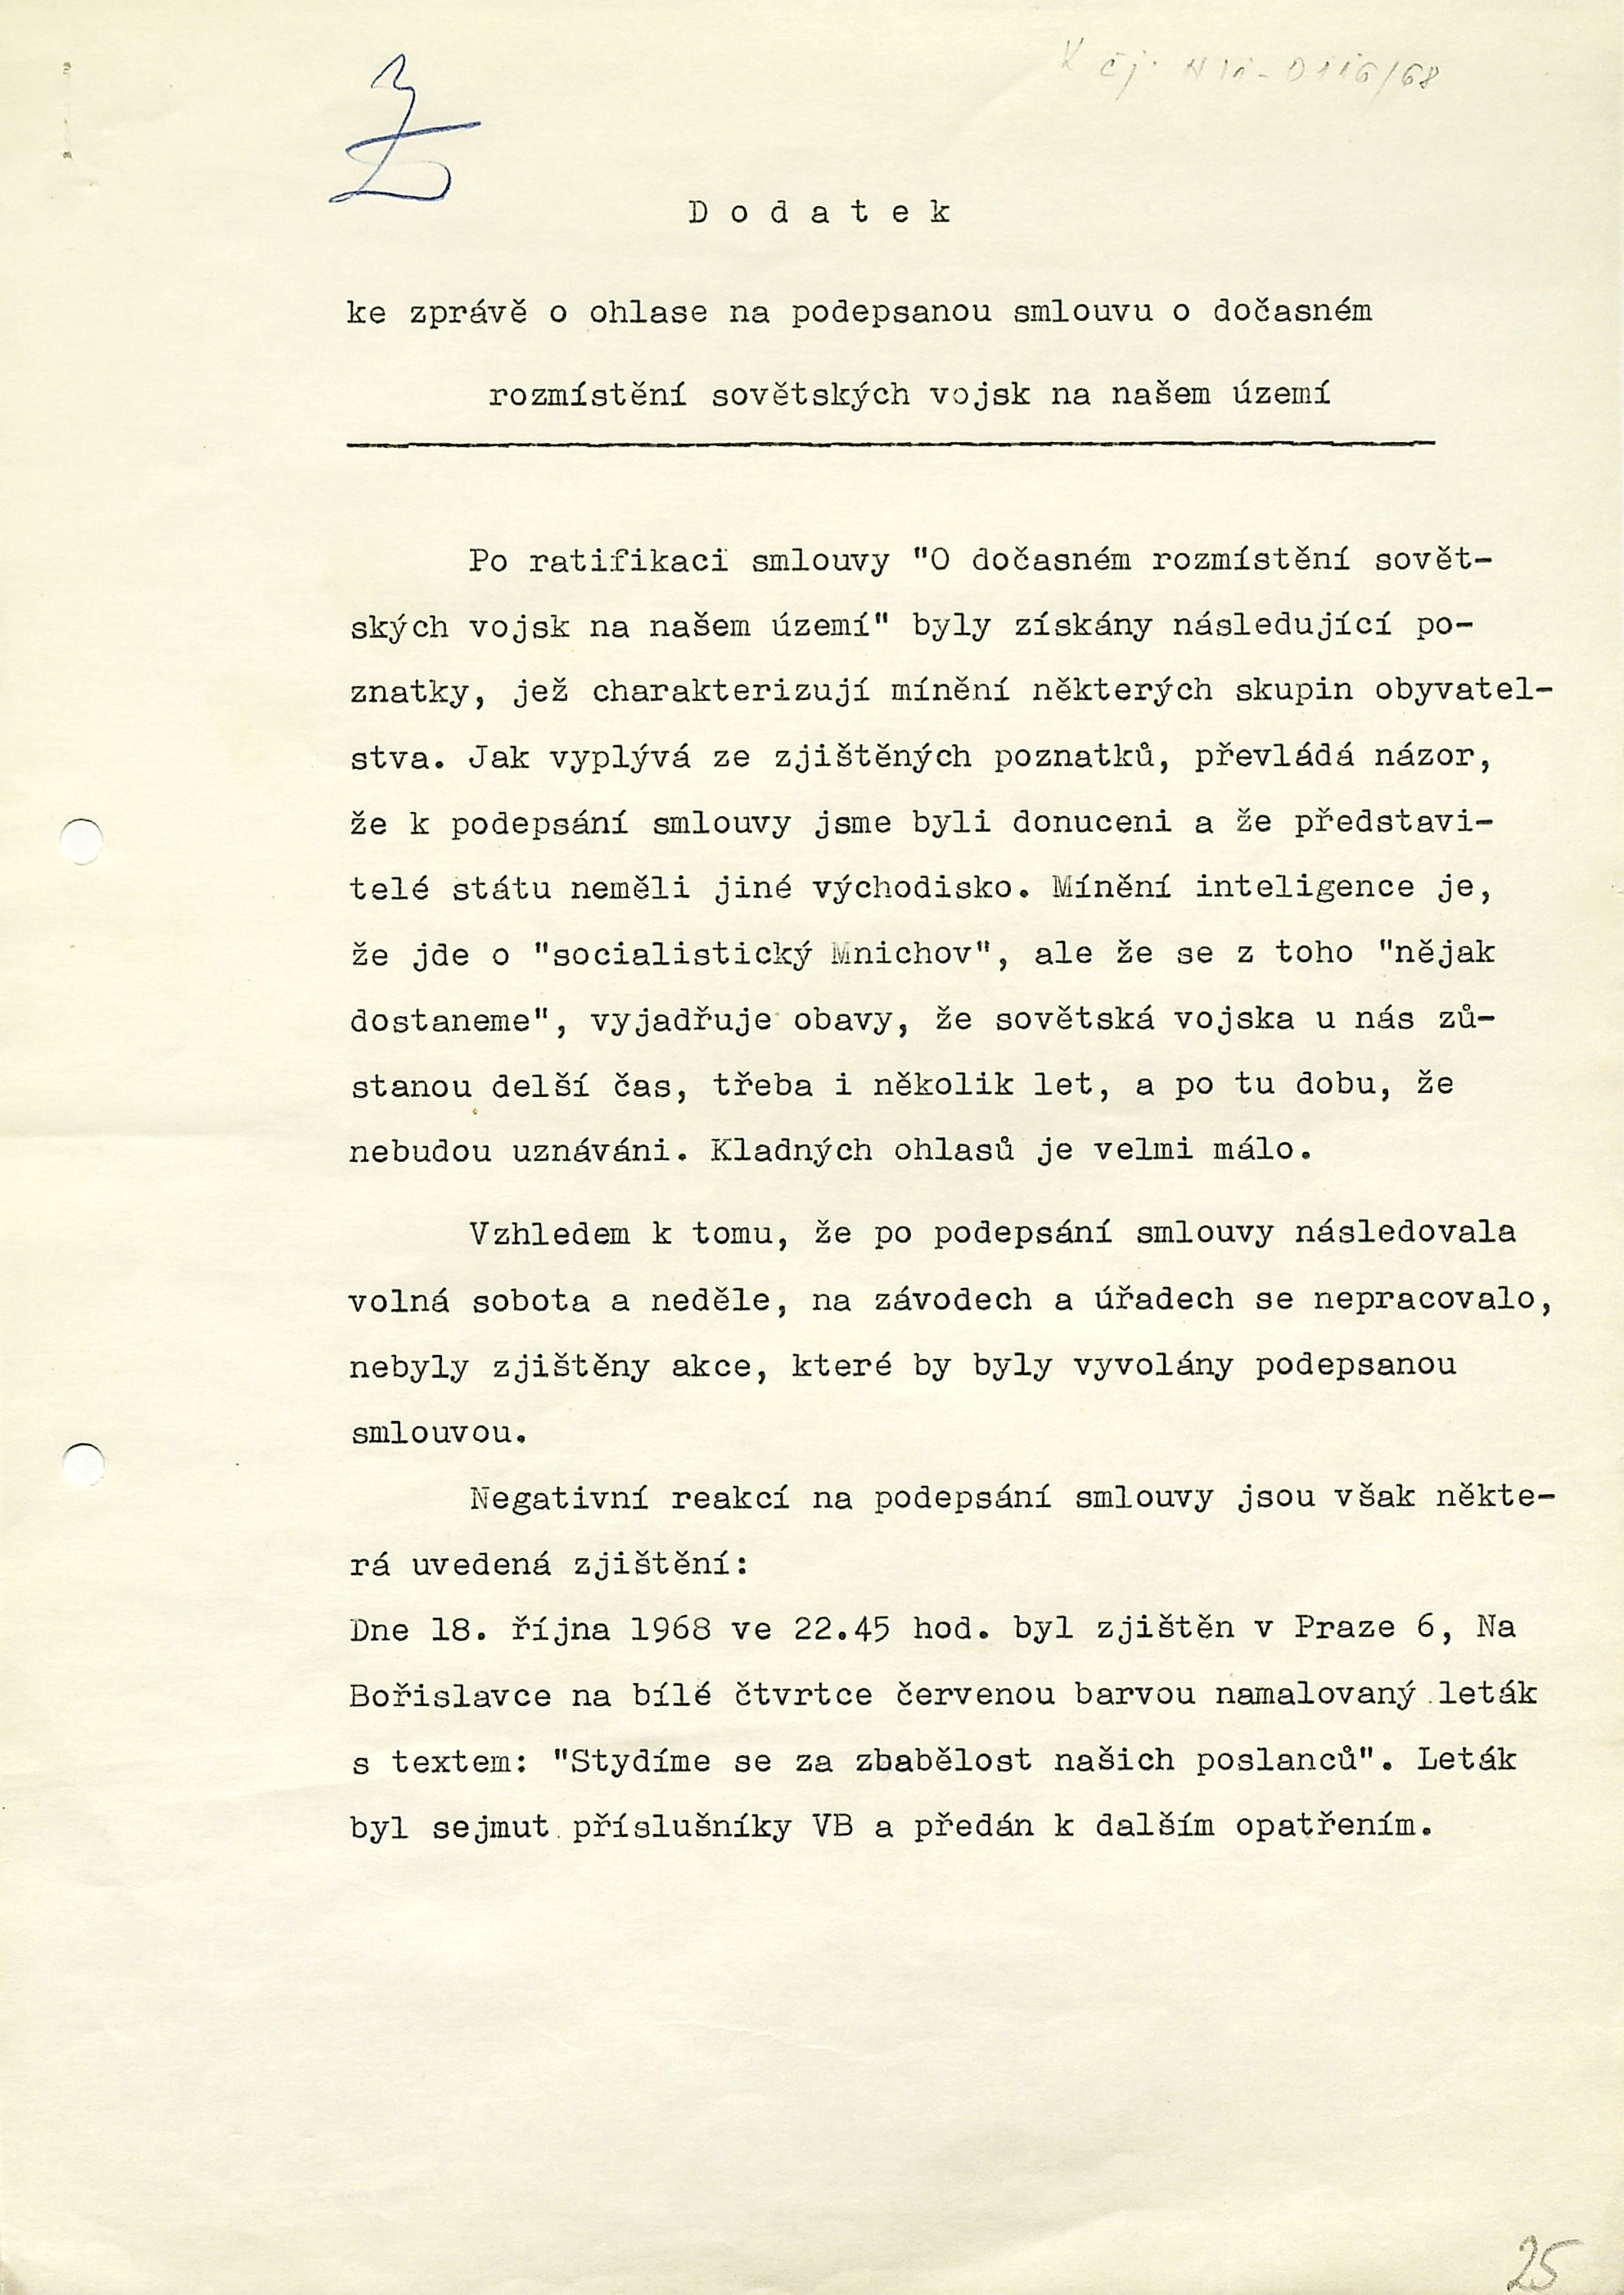 K čj. 0116/68
D o d a t e k
ke zprávě o ohlase na podepsanou smlouvu o dočasném
rozmístění sovětských vojsk na našem území
Po ratifikaci smlouvy "O dočasném rozmístění sovět-
ských vojsk na našem území" byly získány následující po-
znatky, jež charakterizují mínění některých skupin obyvatel-
stva. Jak vyplývá ze zjištěných poznatků, převládá názor,
že k podepsání smlouvy jsme byli donuceni a že představi-
telé státu neměli jiné východisko. Mínění inteligence je,
že jde o "socialistický Mnichov", ale že se z toho "nějak
dostaneme", vyjadřuje obavy, že sovětská vojska u nás zů-
stanou delší čas, třeba i několik let, a po tu dobu, že
nebudou uznáváni. Kladných ohlasů je velmi málo.
Vzhledem k tomu, že po podepsání smlouvy následovala
volná sobota a neděle, na závodech a úřadech se nepracovalo,
nebyly zjištěny akce, které by byly vyvolány podepsanou
smlouvou.
Negativní reakcí na podepsání smlouvy jsou však někte-
rá uvedená zjištění:
Dne 18. října 1968 ve 22.45 hod. byl zjištěn v Praze 6, Na
Bořislavce na bílé čtvrtce červenou barvou namalovaný leták
s textem: "Stydíme se za zbabělost našich poslanců". Leták
byl sejmut příslušníky VB a předán k dalším opatřením.
25